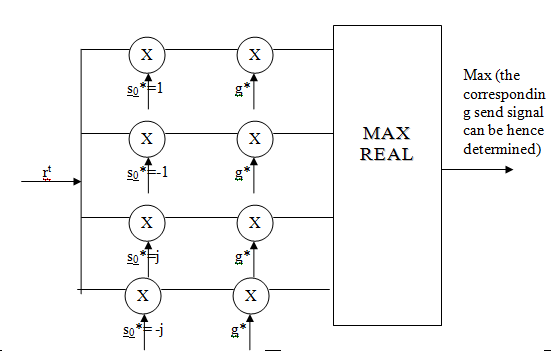 X X
s0*=1 g*
X X
s0*=-1 g*
r^t
X X
s0*=j g*
X X
s0*= -j g*
MAX
REAL
Max (the
correspondin
g send signal
can be hence
determined)